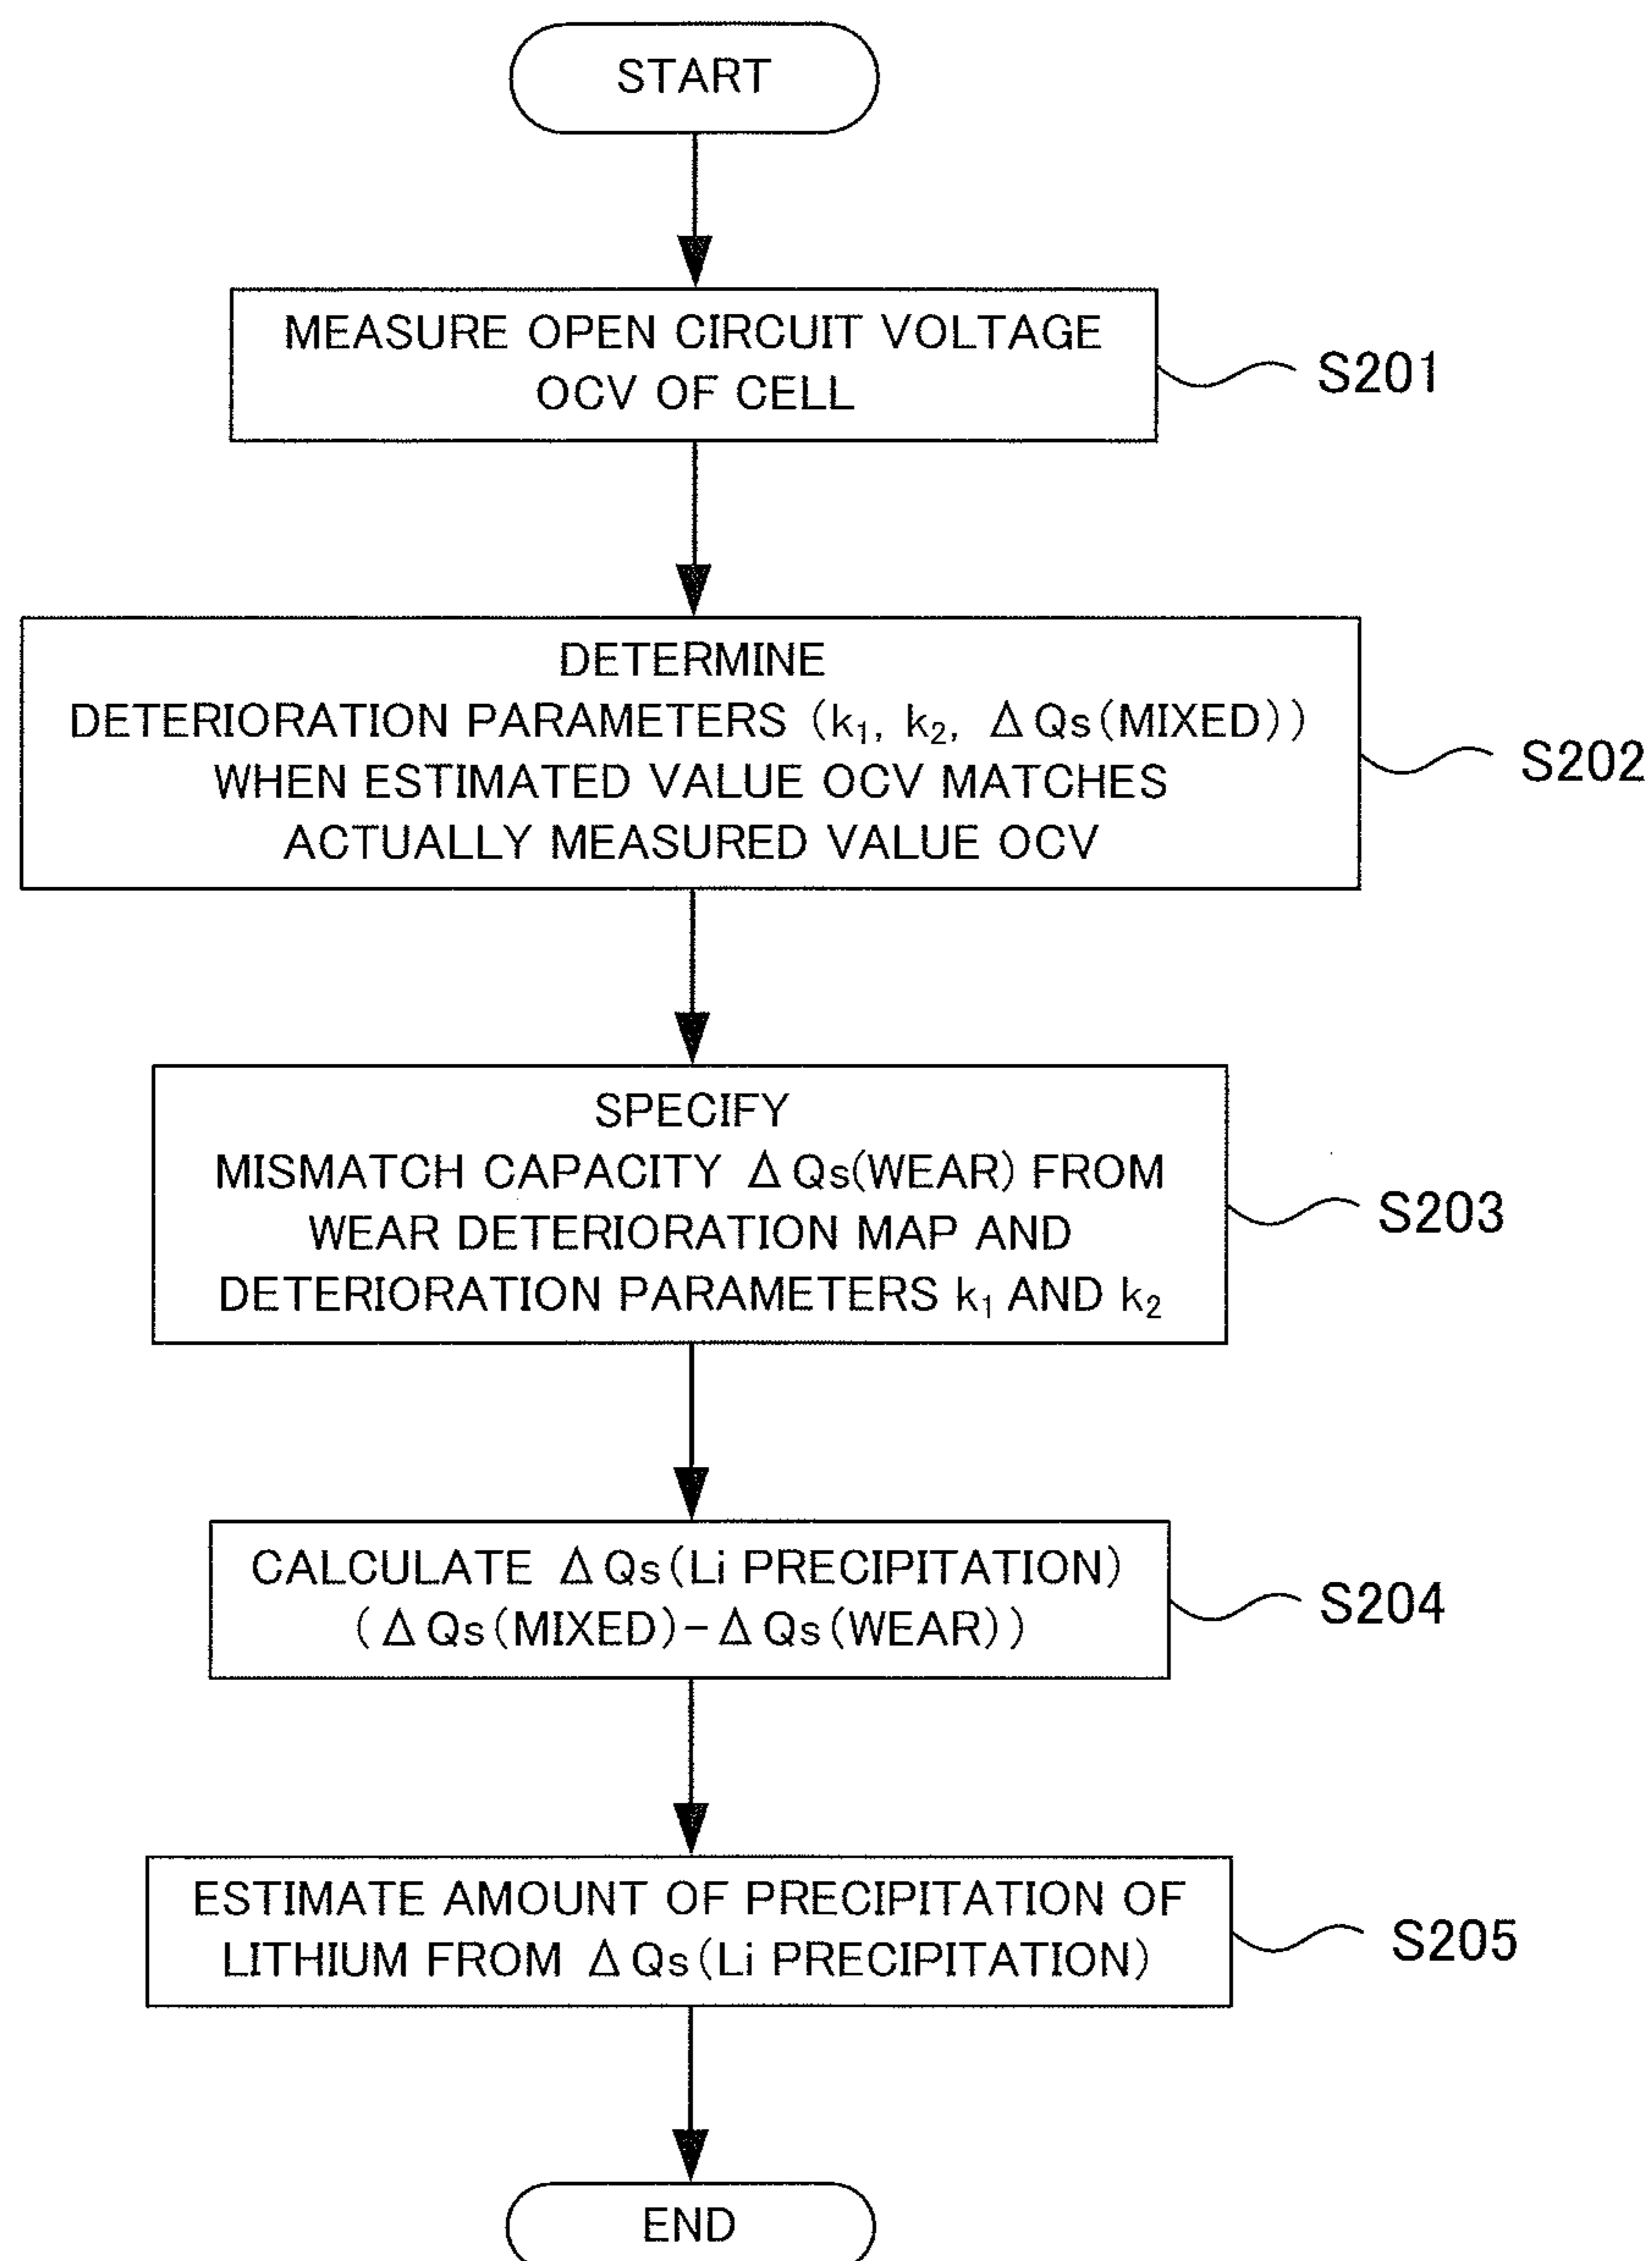 START
MEASURE OPEN CIRCUIT VOLTAGE
OCV OF CELL
S201
DETERMINE
DETERIORATION PARAMETERS (k₁, k₂, ΔQs(MIXED))
WHEN ESTIMATED VALUE OCV MATCHES
ACTUALLY MEASURED VALUE OCV
S202
SPECIFY
MISMATCH CAPACITY ΔQs(WEAR) FROM
WEAR DETERIORATION MAP AND
DETERIORATION PARAMETERS k₁ AND k₂
S203
CALCULATE ΔQs(Li PRECIPITATION)
(ΔQs(MIXED)-ΔQs(WEAR))
S204
ESTIMATE AMOUNT OF PRECIPITATION OF
LITHIUM FROM ΔQs(Li PRECIPITATION)
S205
END